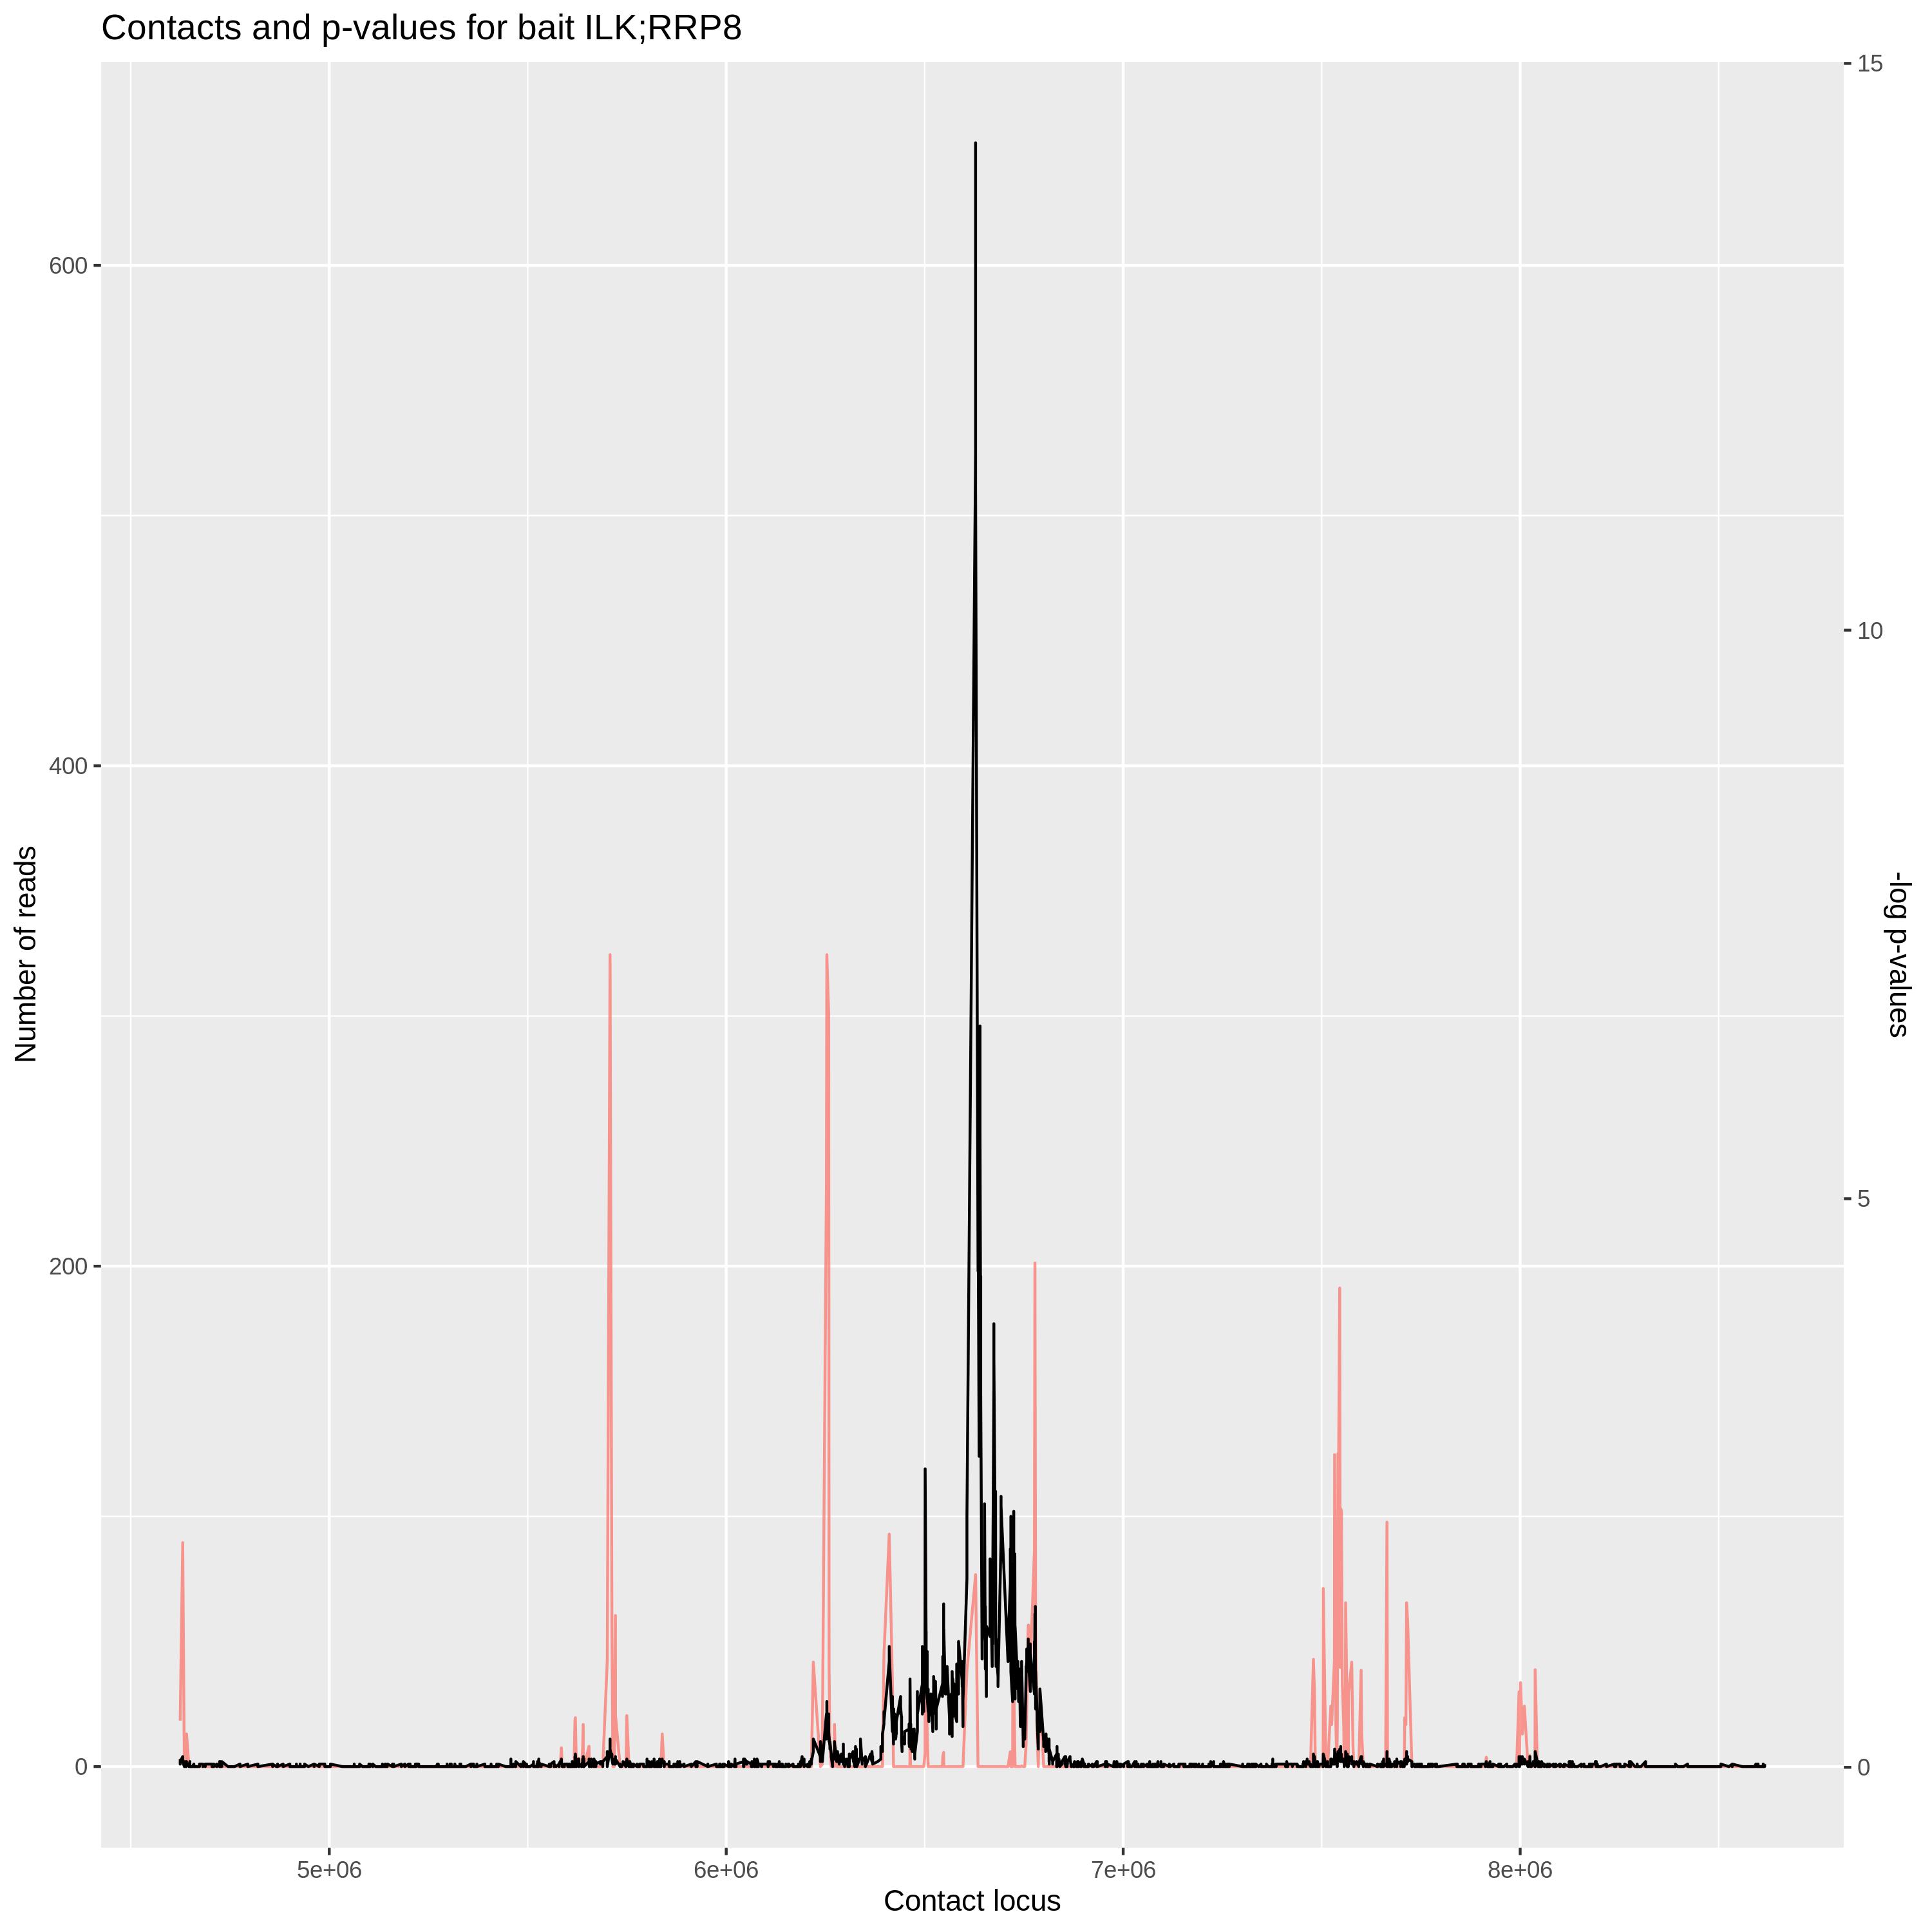 Contacts and p-values for bait ILK;RRP8
15
600
10
400
Number of reads
-log p-values
5
200
0
0
5e+06
6e+06
7e+06
8e+06
Contact locus